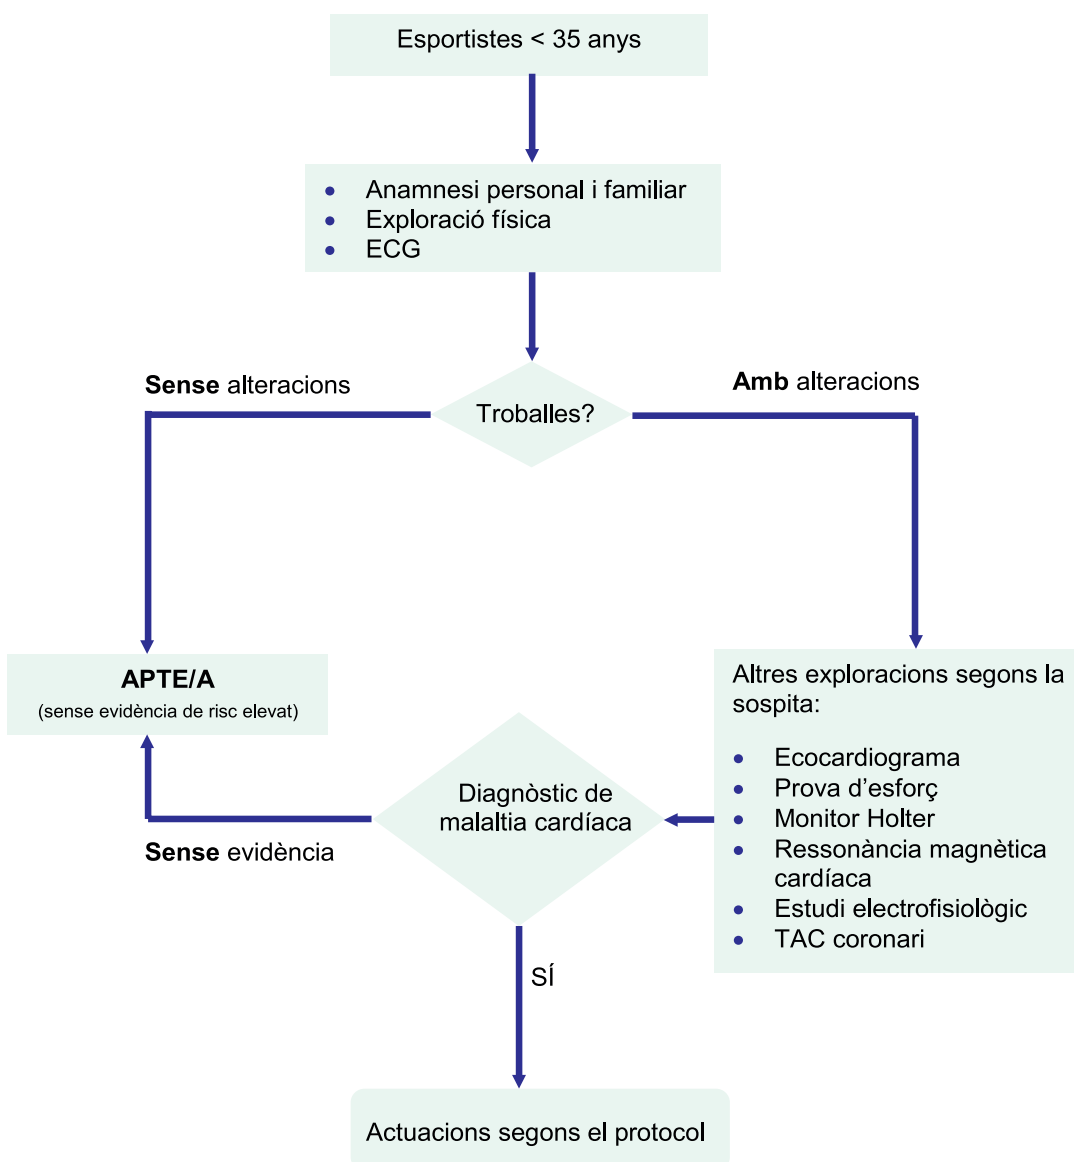 Esportistes < 35 anys
• Anamnesi personal i familiar
• Exploració física
• ECG
Sense alteracions
Amb alteracions
Troballes?
APTE/A
(sense evidència de risc elevat)
Altres exploracions segons la
sospita:
• Ecocardiograma
• Prova d'esforç
• Monitor Holter
• Ressonància magnètica
cardíaca
• Estudi electrofisiològic
• TAC coronari
Diagnòstic de
malaltia cardíaca
Sense evidència
SÍ
Actuacions segons el protocol